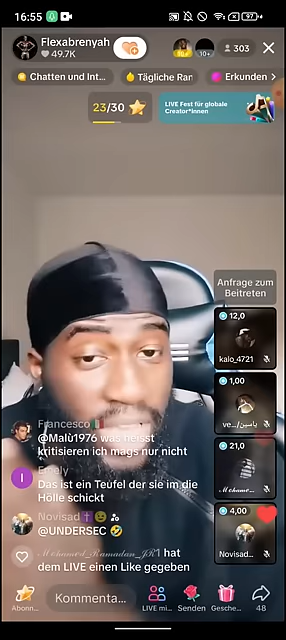 16:55
97
Flexabrenyah
49.7K
303
Chatten und Int...
Tägliche Ran
Erkunden
23/30
LIVE Fest für globale
Creator*innen
Anfrage zum
Beitreten
12,0
kalo_4721
1,00
21,0
4,00
Novisad...
Francesco
@Malù1976 was heisst
kritisieren ich mags nur nicht
Emely
Das ist ein Teufel der sie im die
Hölle schickt
Novisad
@UNDERSEC 🤣
𝓜𝓸𝓱𝓪𝓶𝓮𝓭_𝓡𝓪𝓶𝓪𝓭𝓪𝓷_𝓙𝓡1 hat
dem LIVE einen Like gegeben
Abonn...
Kommenta...
LIVE mi...
Senden
Gesche...
48